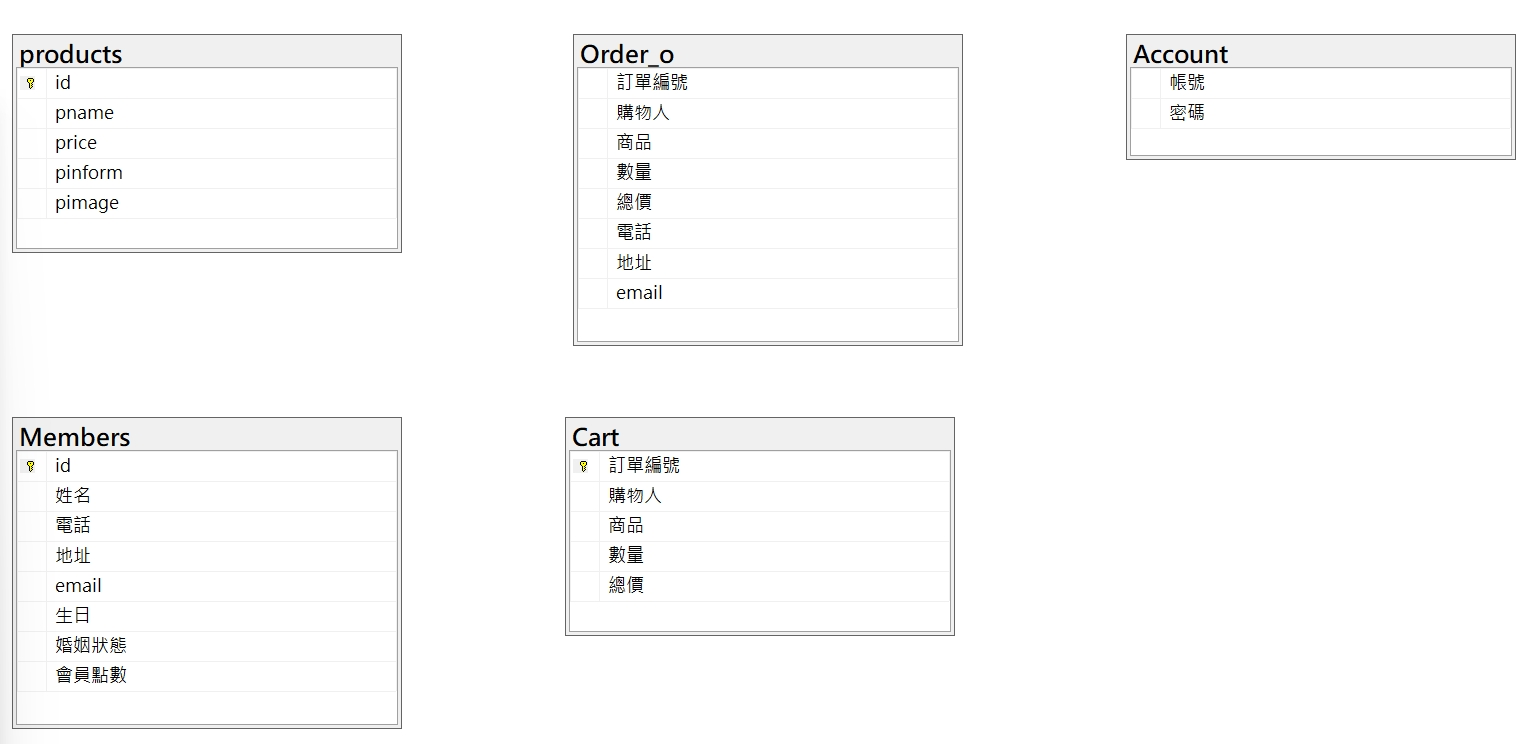 products
id
pname
price
pinform
pimage
Order_o
訂單編號
購物人
商品
數量
總價
電話
地址
email
Account
帳號
密碼
Members
id
姓名
電話
地址
email
生日
婚姻狀態
會員點數
Cart
訂單編號
購物人
商品
數量
總價